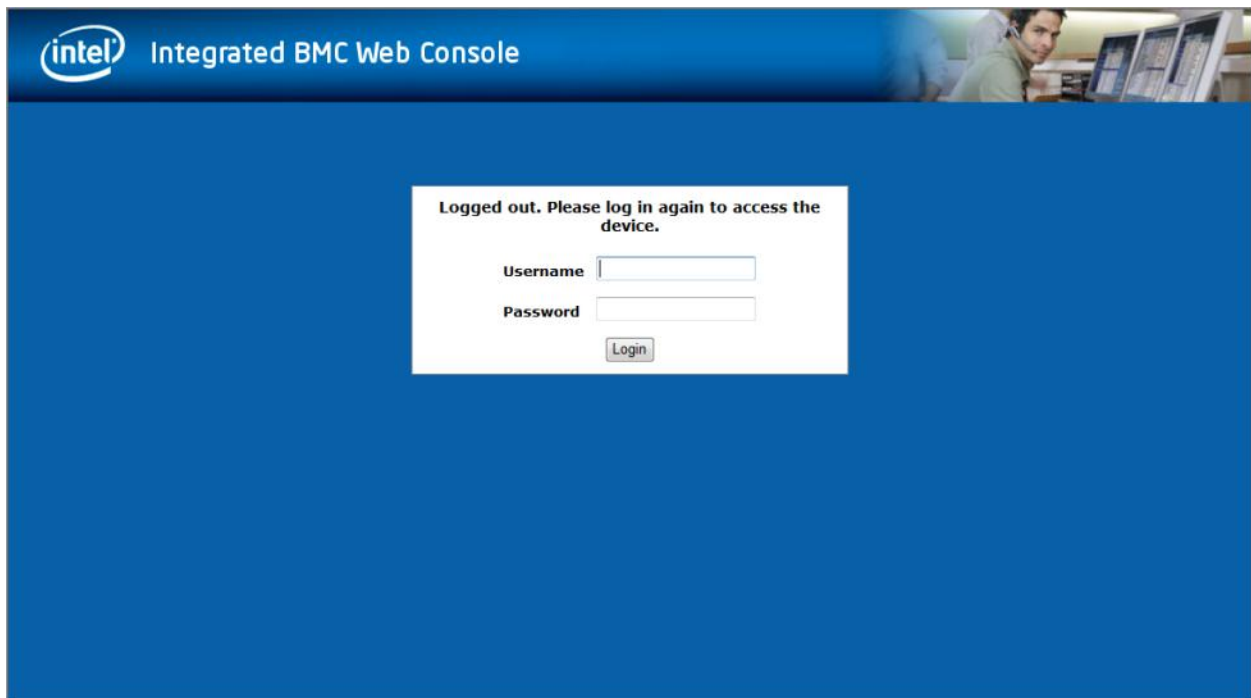 intel Integrated BMC Web Console
Logged out. Please log in again to access the
device.
Username
Password
Login